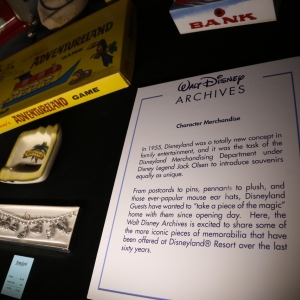 BANK
ADVENTURELAND
GAME
ADVENTURELAND GAME
WALT DISNEY
ARCHIVES
Character Merchandise
In 1955, Disneyland was a totally new concept in
family entertainment, and it was the task of the
Disneyland Merchandising Department under
Disney Legend Jack Olsen to introduce souvenirs
equally as unique.
From postcards to pins, pennants to plush, and
those ever-popular mouse ear hats, Disneyland
Guests have wanted to "take a piece of the magic"
home with them since opening day. Here, the
Walt Disney Archives is excited to share some of
the more iconic pieces of memorabilia that have
been offered at Disneyland® Resort over the last
sixty years.